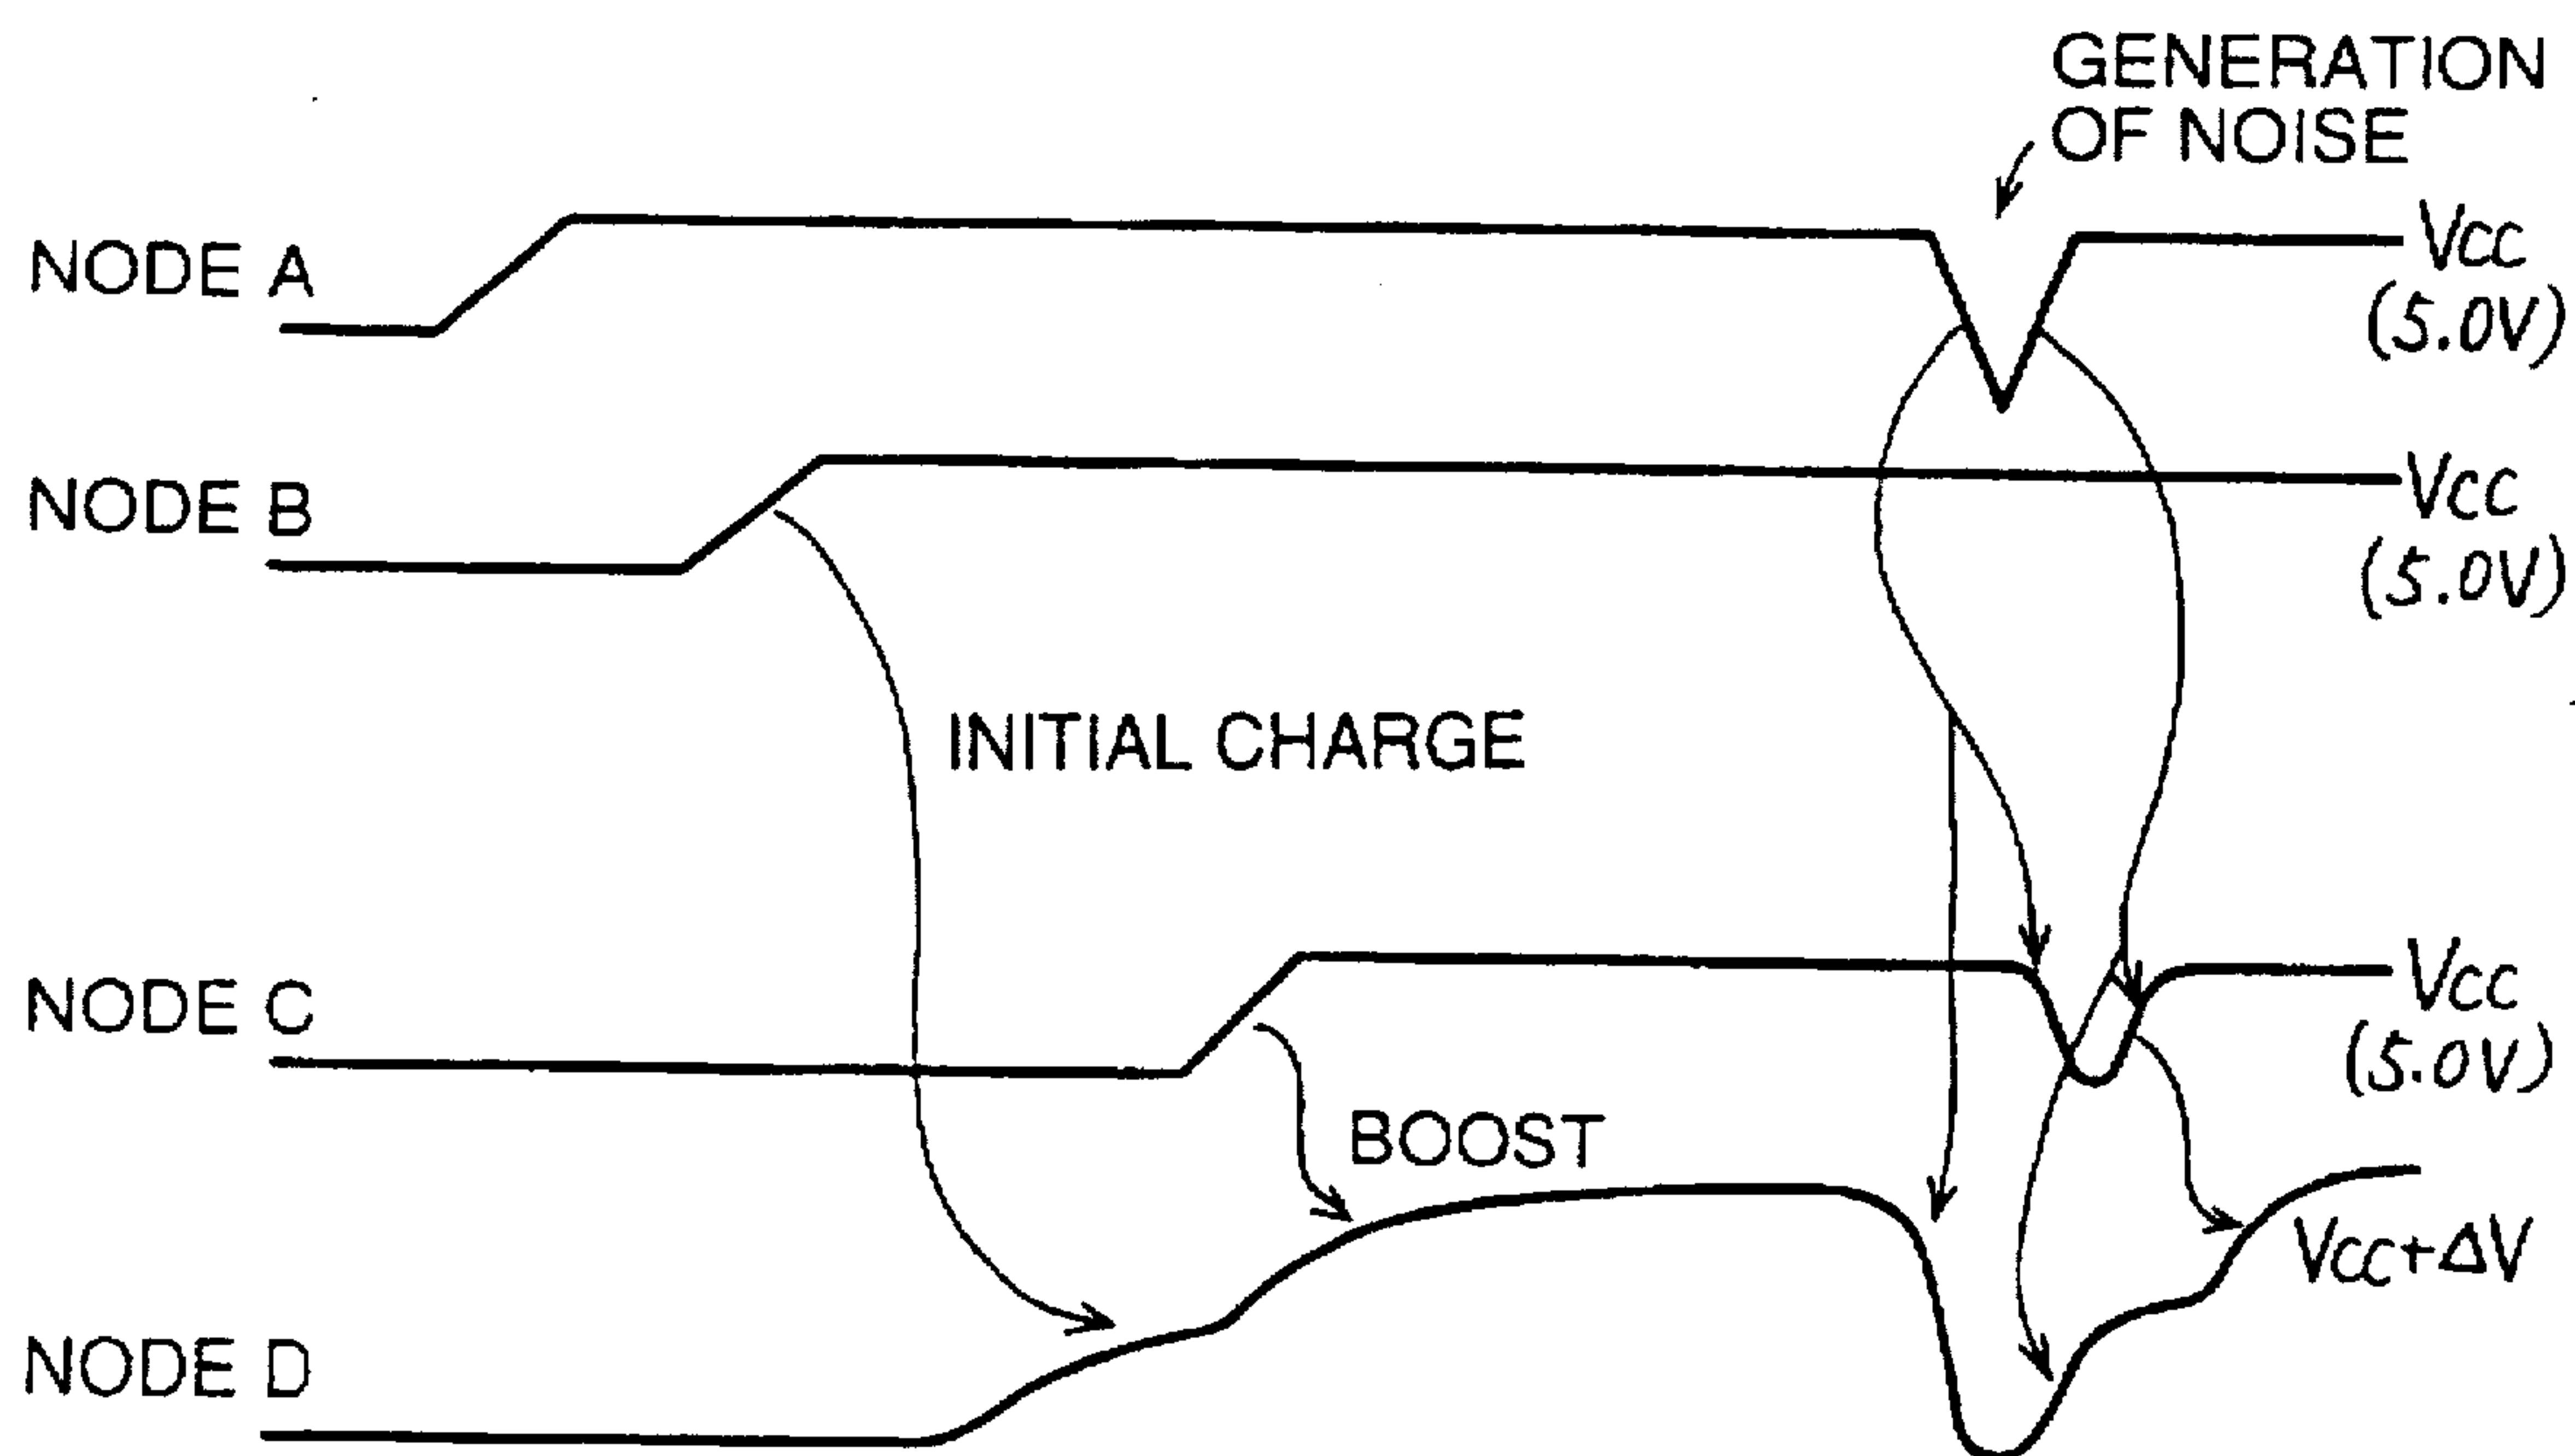 GENERATION
OF NOISE
NODE A
Vcc
(5.0V)
NODE B
Vcc
(5.0V)
INITIAL CHARGE
NODE C
Vcc
(5.0V)
BOOST
Vcc+ΔV
NODE D